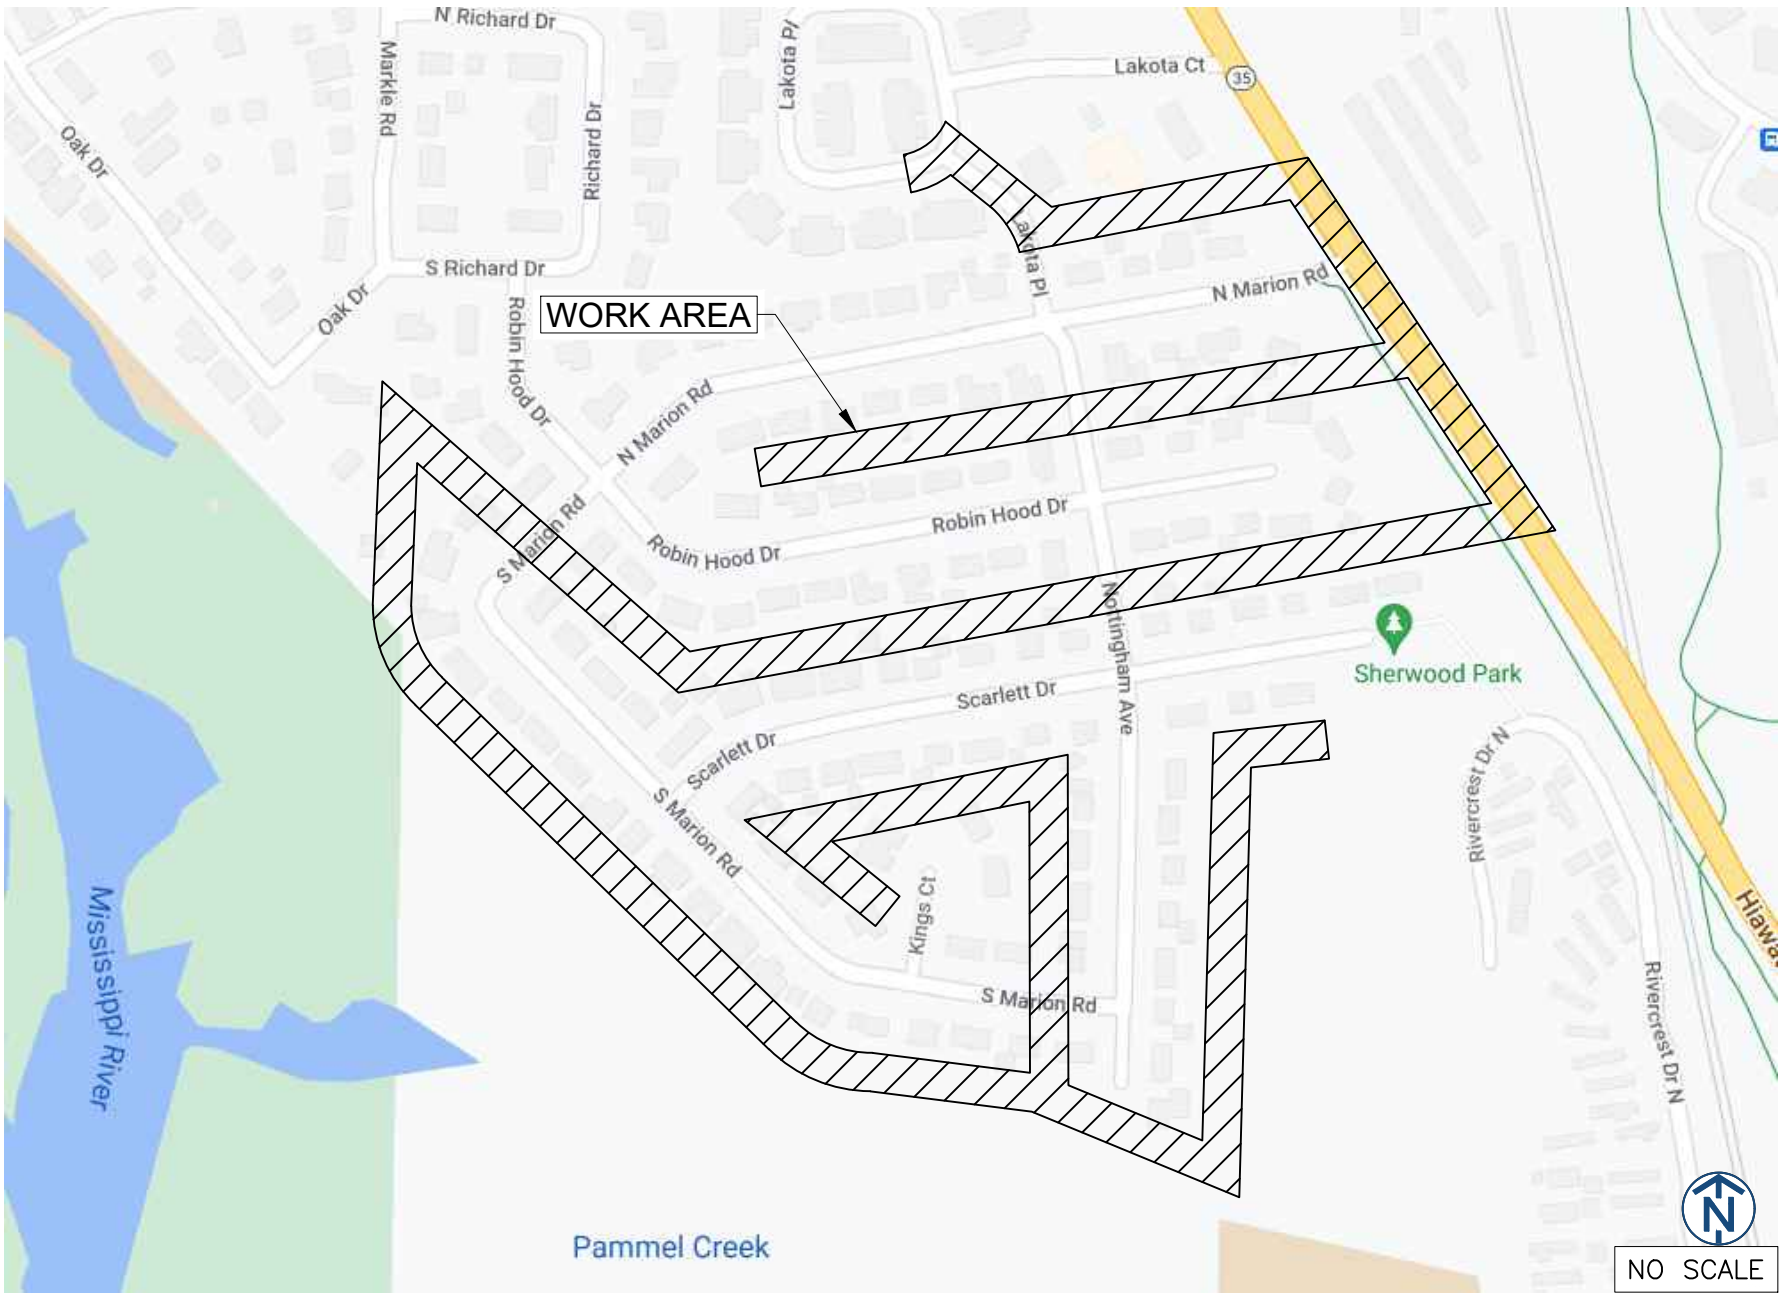 N Richard Dr
Lakota Pl
Lakota Ct
35
Markle Rd
Richard Dr
Oak Dr
S Richard Dr
Oak Dr
Robin Hood Dr
WORK AREA
Lakota Pl
N Marion Rd
N Marion Rd
S Marion Rd
Robin Hood Dr
Robin Hood Dr
Nottingham Ave
Sherwood Park
Scarlett Dr
Scarlett Dr
S Marion Rd
Rivercrest Dr N
Kings Ct
Mississippi River
S Marion Rd
Rivercrest Dr N
Pammel Creek
N
NO SCALE